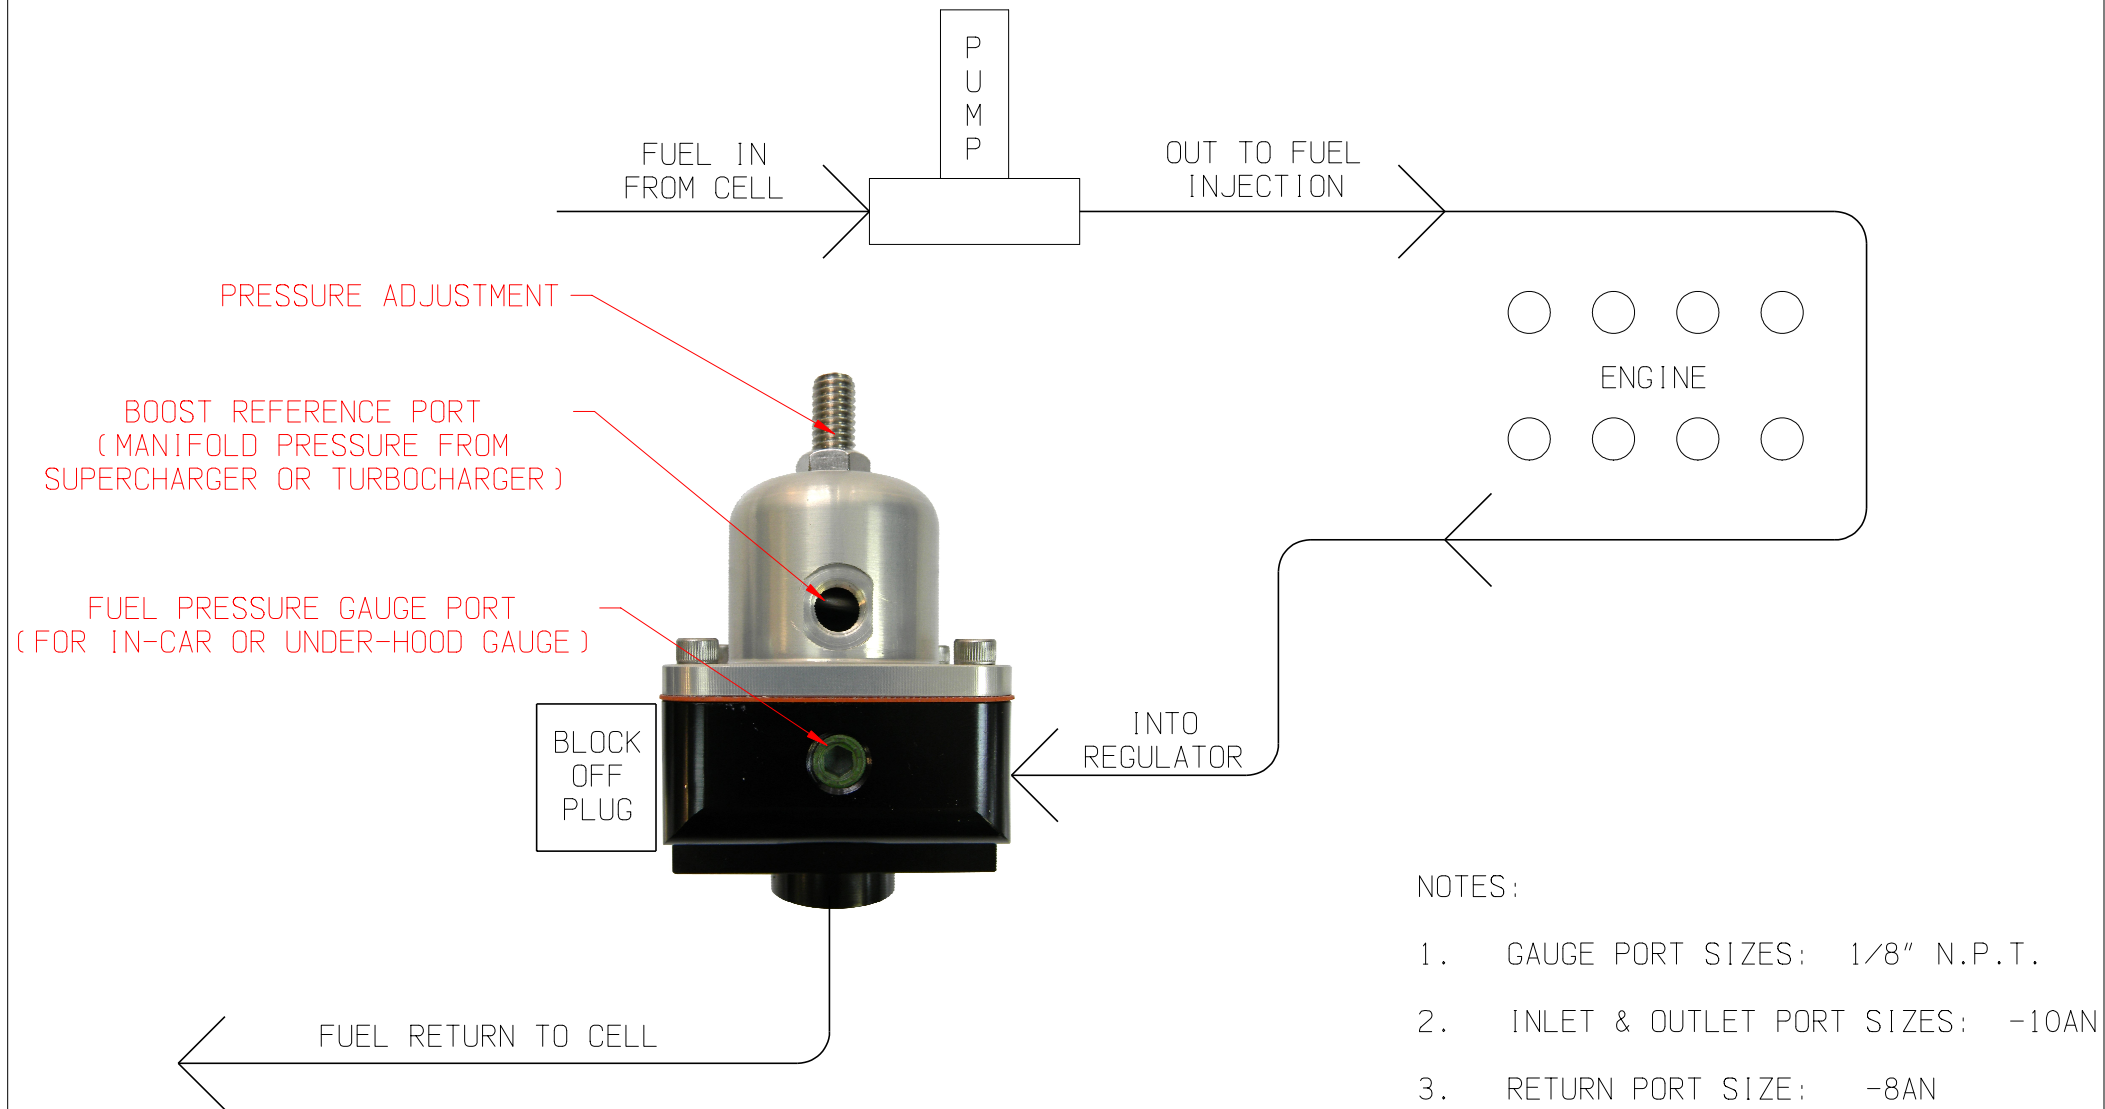 PUMP
FUEL IN
FROM CELL
OUT TO FUEL
INJECTION
PRESSURE ADJUSTMENT
ENGINE
BOOST REFERENCE PORT
(MANIFOLD PRESSURE FROM
SUPERCHARGER OR TURBOCHARGER)
FUEL PRESSURE GAUGE PORT
(FOR IN-CAR OR UNDER-HOOD GAUGE)
BLOCK
OFF
PLUG
INTO
REGULATOR
FUEL RETURN TO CELL
NOTES:
1. GAUGE PORT SIZES: 1/8" N.P.T.
2. INLET & OUTLET PORT SIZES: -10AN
3. RETURN PORT SIZE: -8AN